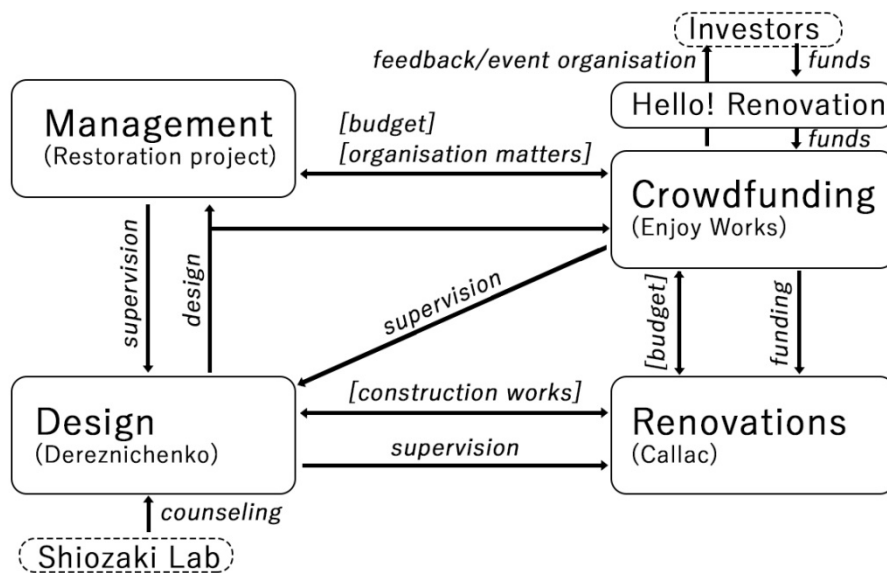 Investors
feedback/event organisation
funds
Hello! Renovation
funds
Management
(Restoration project)
[budget]
[organisation matters]
Crowdfunding
(Enjoy Works)
supervision
design
supervision
[budget]
funding
Design
(Dereznichenko)
[construction works]
supervision
Renovations
(Callac)
counseling
Shiozaki Lab